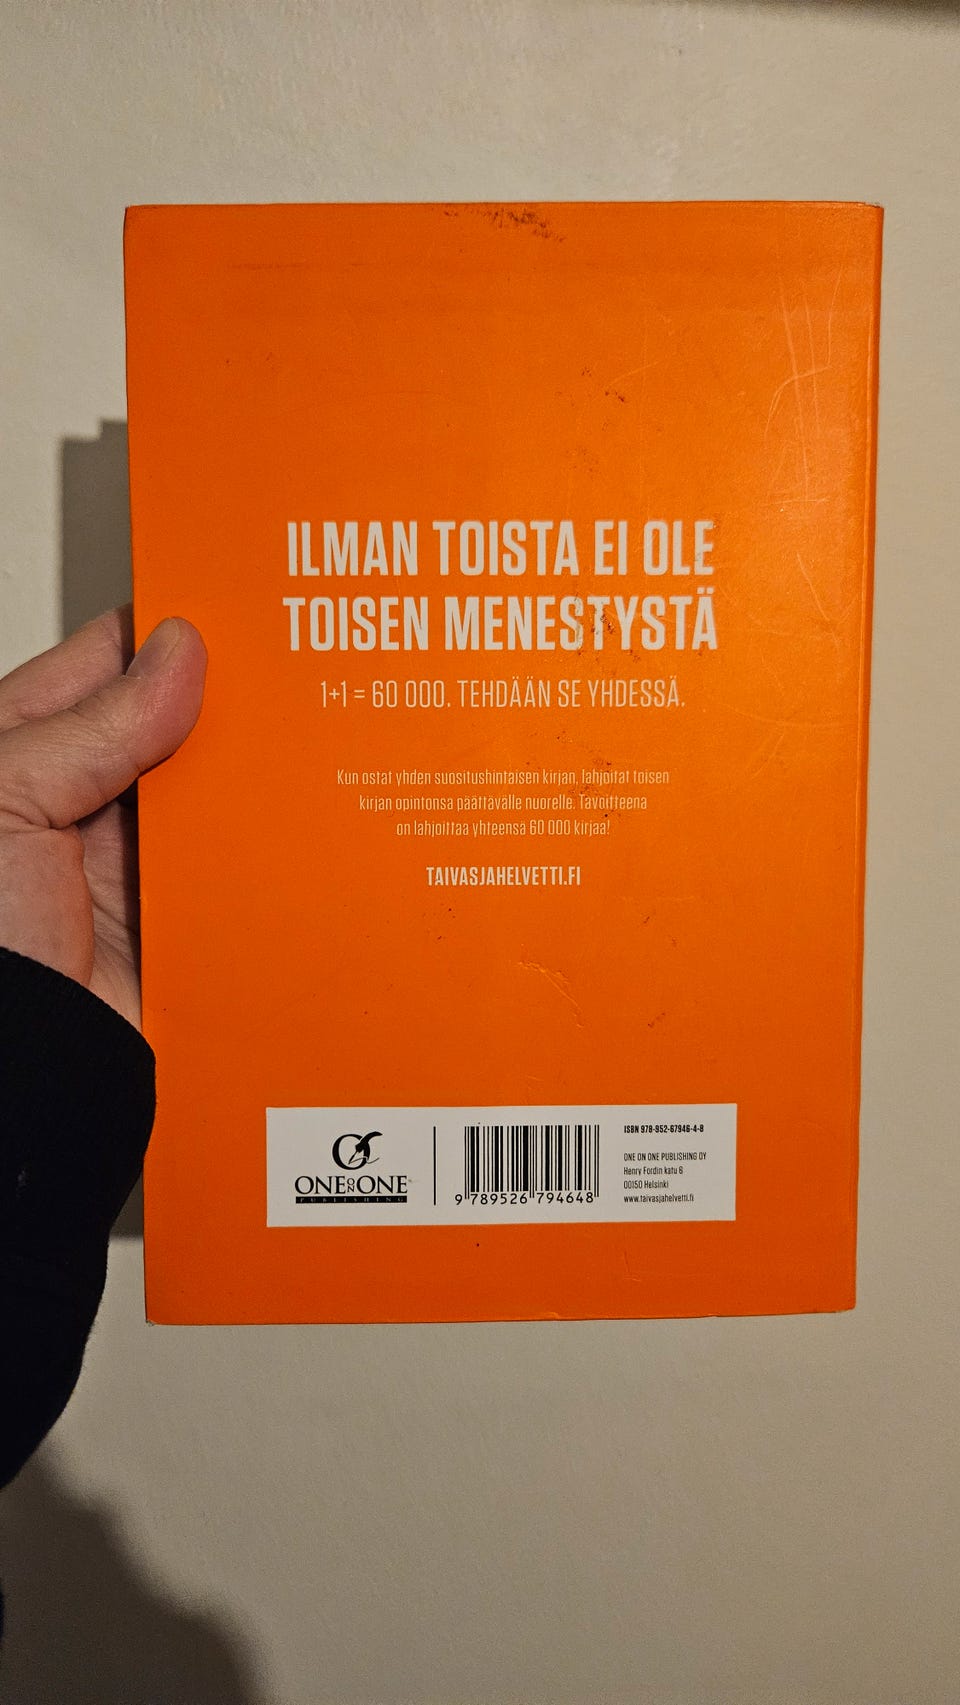 ILMAN TOISTA EI OLE
TOISEN MENESTYSTÄ
1+1 = 60 000. TEHDÄÄN SE YHDESSÄ.
Kun ostat yhden suositushintaisen kirjan, lahjoitat toisen
kirjan opintonsa päättävälle nuorelle. Tavoitteena
on lahjoittaa yhteensä 60 000 kirjaa!
TAIVASJAHELVETTI.FI
ONE ON ONE
PUBLISHING
9 789526 794648
ISBN 978-952-67946-4-8
ONE ON ONE PUBLISHING OY
Henry Fordin katu 6
00150 Helsinki
www.taivasjahelvetti.fi